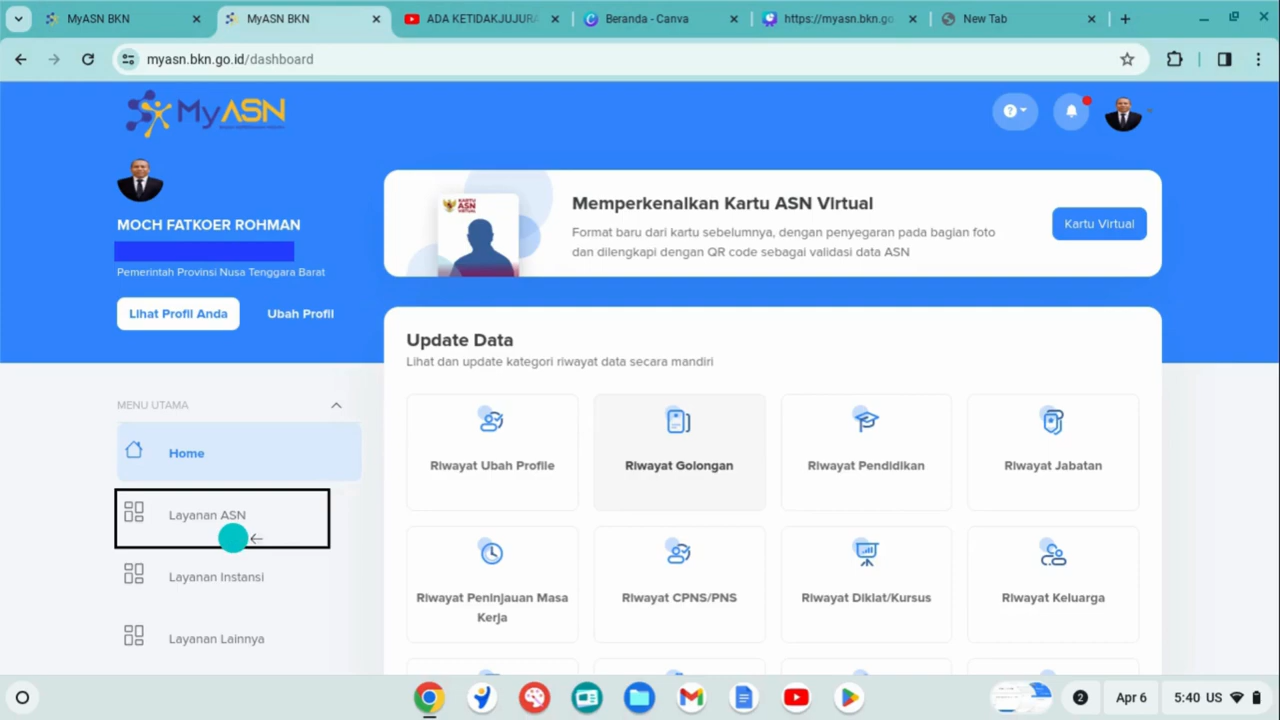 MyASN BKN
MyASN BKN
ADA KETIDAKJUJURA
Beranda - Canva
https://myasn.bkn.go
New Tab
myasn.bkn.go.id/dashboard
MyASN
MOCH FATKOER ROHMAN
Pemerintah Provinsi Nusa Tenggara Barat
Lihat Profil Anda
Ubah Profil
KARTU
ASN
VIRTUAL
Memperkenalkan Kartu ASN Virtual
Format baru dari kartu sebelumnya, dengan penyegaran pada bagian foto
dan dilengkapi dengan QR code sebagai validasi data ASN
Kartu Virtual
MENU UTAMA
Home
Layanan ASN
Layanan Instansi
Layanan Lainnya
Update Data
Lihat dan update kategori riwayat data secara mandiri
Riwayat Ubah Profile
Riwayat Golongan
Riwayat Pendidikan
Riwayat Jabatan
Riwayat Peninjauan Masa
Kerja
Riwayat CPNS/PNS
Riwayat Diklat/Kursus
Riwayat Keluarga
2
Apr 6
5:40 US